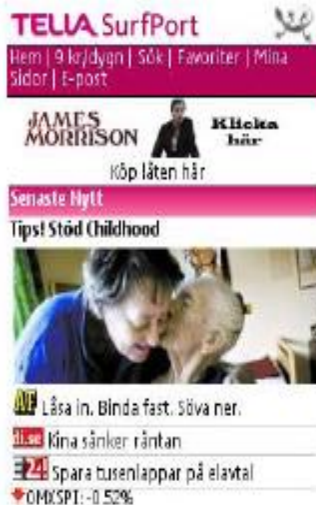 TELIA SurfPort
Hem | 9 kr/dygn | Sök | Favoriter | Mina
Sidor | E-post
JAMES
MORRISON
Klicka
här
Köp låten här
Senaste Nytt
Tips! Stöd Childhood
Låsa in. Binda fast. Söva ner.
di.se Kina sänker räntan
E24! Spara tusenlappar på elavtal
OMXSPI: -0.52%